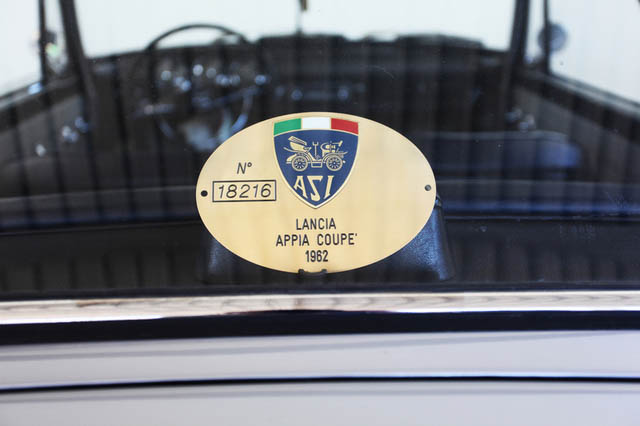 ASI
N°
18216
LANCIA
APPIA COUPE'
1962